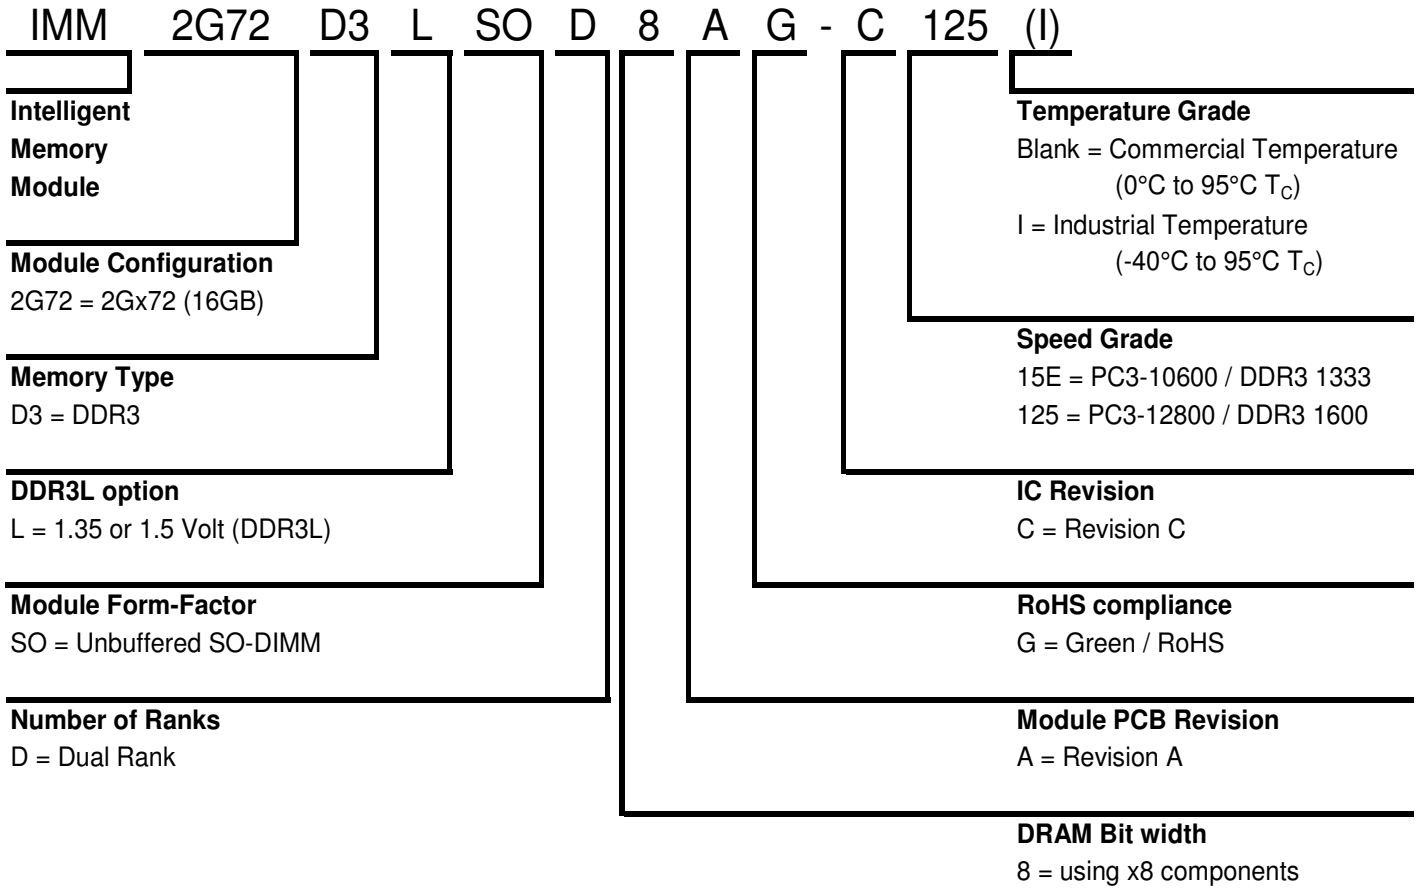 IMM 2G72 D3 L SO D 8 A G - C 125 (I)
Intelligent
Memory
Module
Module Configuration
2G72 = 2Gx72 (16GB)
Memory Type
D3 = DDR3
DDR3L option
L = 1.35 or 1.5 Volt (DDR3L)
Module Form-Factor
SO = Unbuffered SO-DIMM
Number of Ranks
D = Dual Rank
Temperature Grade
Blank = Commercial Temperature
(0°C to 95°C TC)
I = Industrial Temperature
(-40°C to 95°C TC)
Speed Grade
15E = PC3-10600 / DDR3 1333
125 = PC3-12800 / DDR3 1600
IC Revision
C = Revision C
RoHS compliance
G = Green / RoHS
Module PCB Revision
A = Revision A
DRAM Bit width
8 = using x8 components